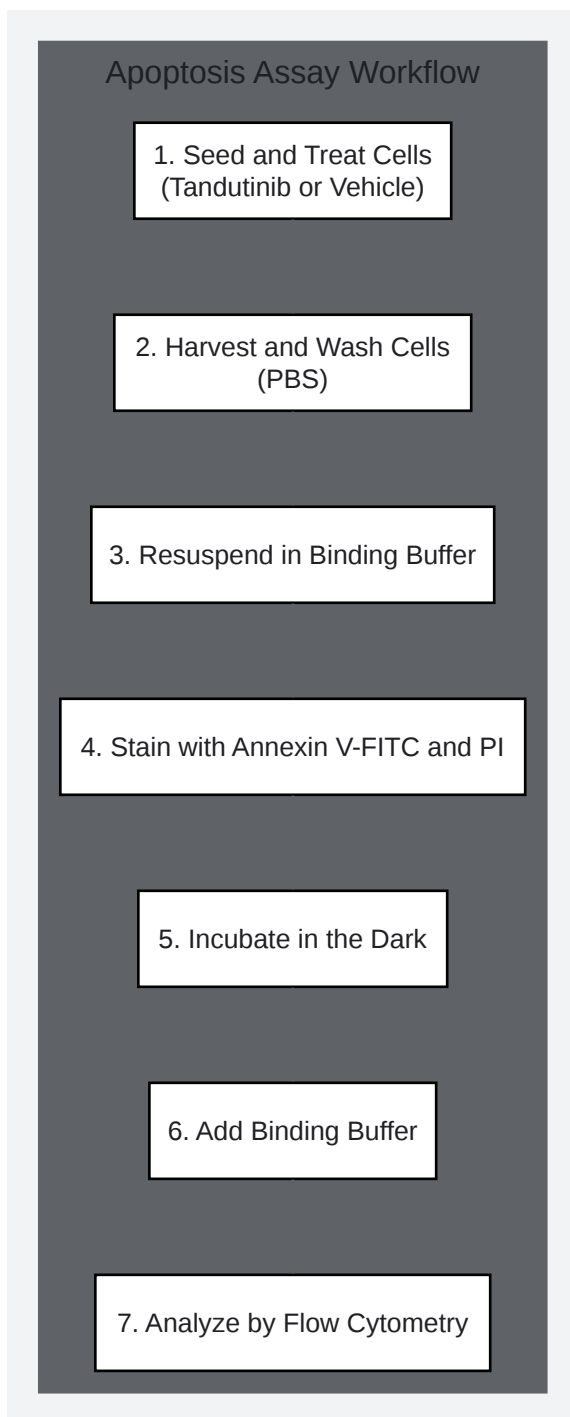 Apoptosis Assay Workflow
1. Seed and Treat Cells
(Tandutinib or Vehicle)
2. Harvest and Wash Cells
(PBS)
3. Resuspend in Binding Buffer
4. Stain with Annexin V-FITC and PI
5. Incubate in the Dark
6. Add Binding Buffer
7. Analyze by Flow Cytometry